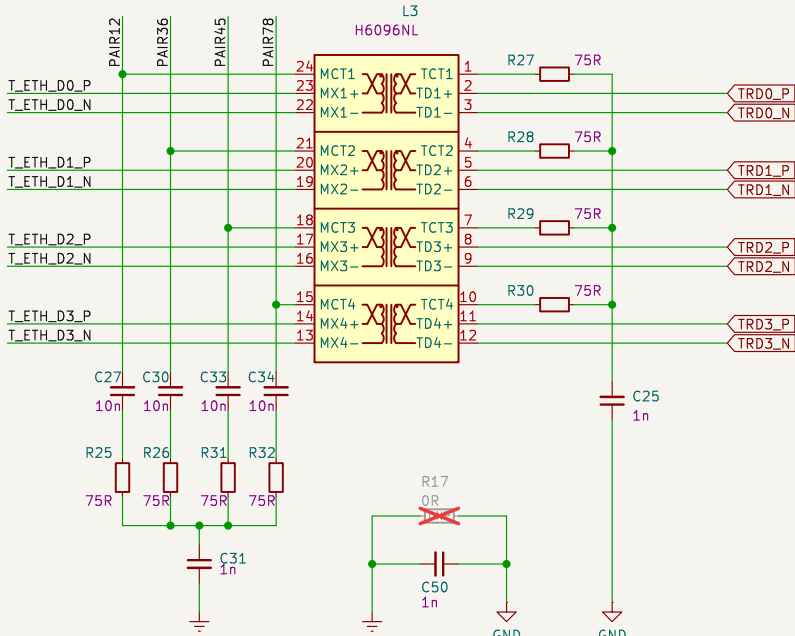 L3
H6096NL
PAIR12
PAIR36
PAIR45
PAIR78
24 MCT1 TCT1 1 R27 75R
T_ETH_D0_P 23 MX1+ TD1+ 2 TRD0_P
T_ETH_D0_N 22 MX1- TD1- 3 TRD0_N
21 MCT2 TCT2 4 R28 75R
T_ETH_D1_P 20 MX2+ TD2+ 5 TRD1_P
T_ETH_D1_N 19 MX2- TD2- 6 TRD1_N
18 MCT3 TCT3 7 R29 75R
T_ETH_D2_P 17 MX3+ TD3+ 8 TRD2_P
T_ETH_D2_N 16 MX3- TD3- 9 TRD2_N
15 MCT4 TCT4 10 R30 75R
T_ETH_D3_P 14 MX4+ TD4+ 11 TRD3_P
T_ETH_D3_N 13 MX4- TD4- 12 TRD3_N
C27 C30 C33 C34
10n 10n 10n 10n
C25
1n
R25 R26 R31 R32
75R 75R 75R 75R
R17
0R
C31
1n
C50
1n
GND GND